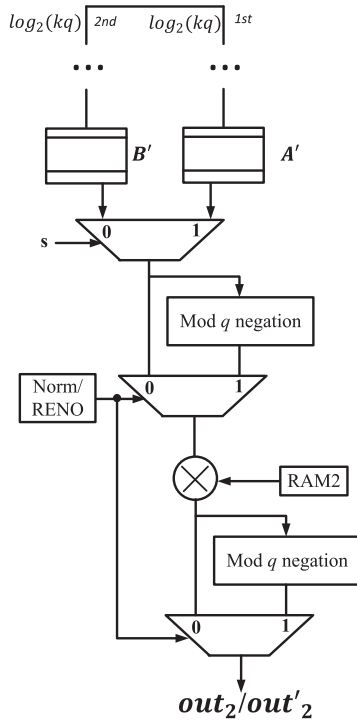 log₂(kq) 2nd log₂(kq) 1st
... ...
B′ A′
0 1
s
Mod q negation
0 1
Norm/
RENO
RAM2
Mod q negation
0 1
out₂/out′₂